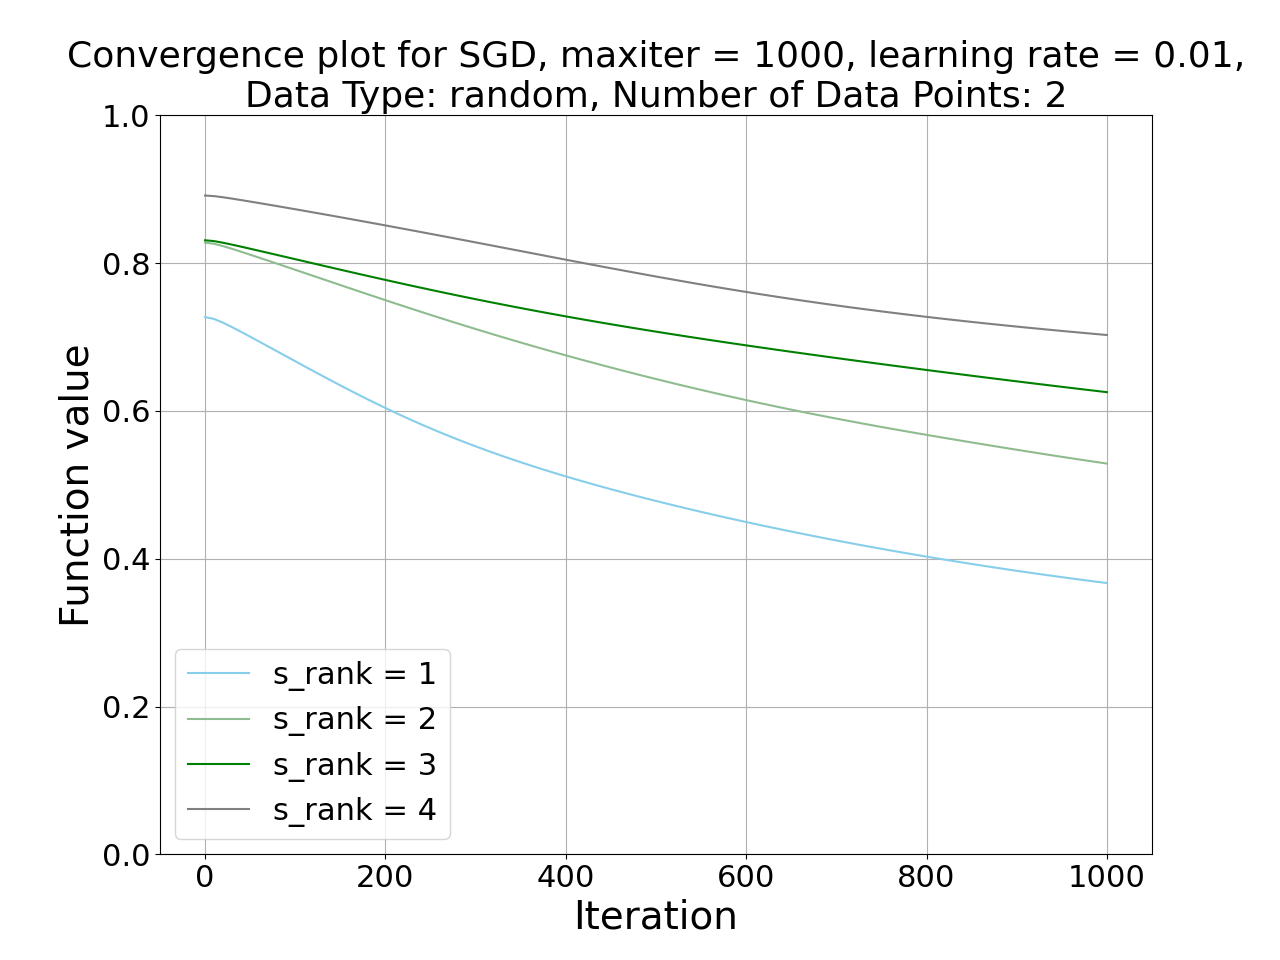 Convergence plot for SGD, maxiter = 1000, learning rate = 0.01,
Data Type: random, Number of Data Points: 2
1.0
0.8
0.6
0.4
0.2
0.0
Function value
s_rank = 1
s_rank = 2
s_rank = 3
s_rank = 4
0 200 400 600 800 1000
Iteration